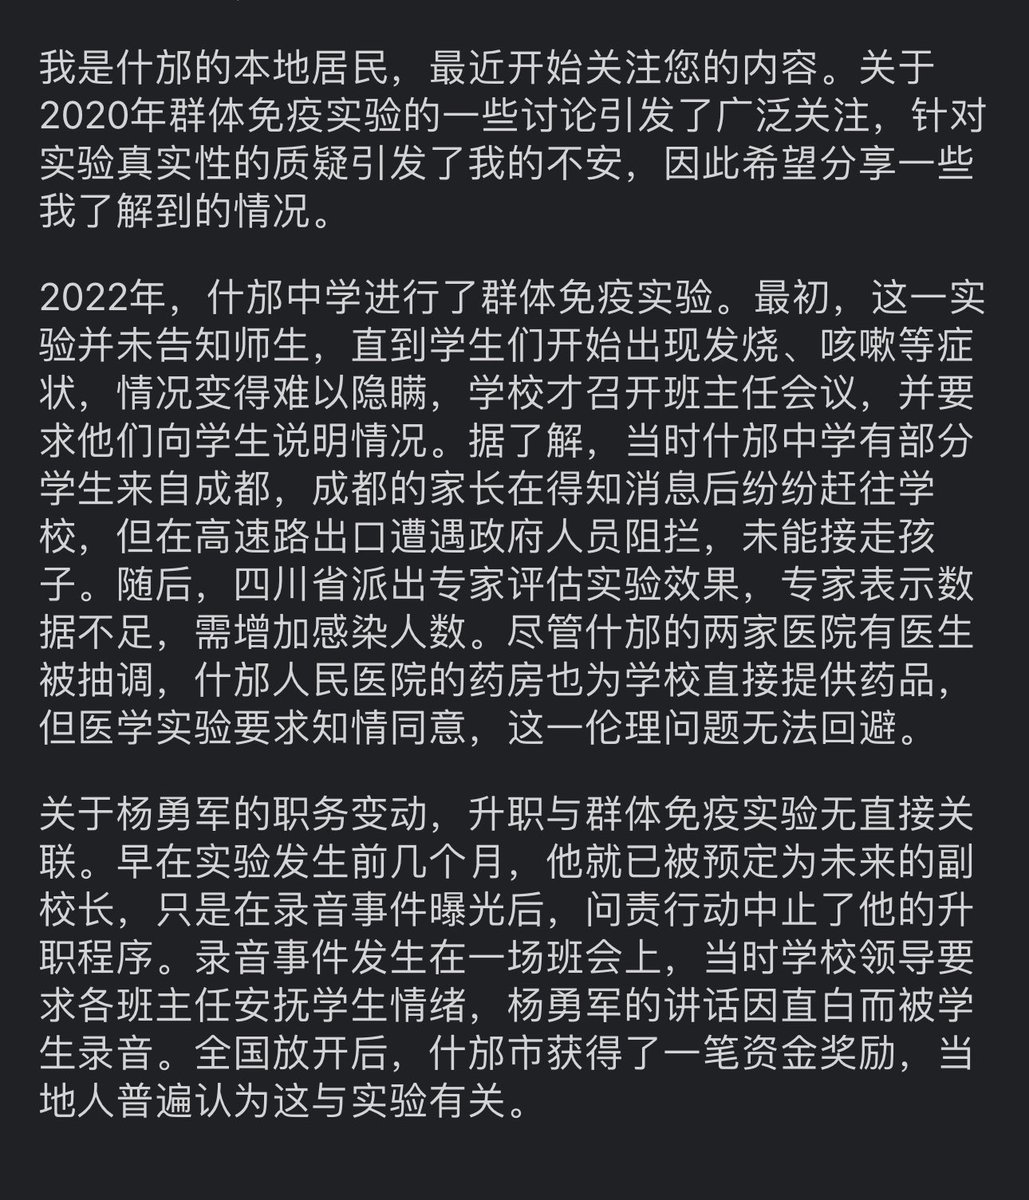 我是什邡的本地居民，最近开始关注您的内容。关于
2020年群体免疫实验的一些讨论引发了广泛关注，针对
实验真实性的质疑引发了我的不安，因此希望分享一些
我了解到的情况。
2022年，什邡中学进行了群体免疫实验。最初，这一实
验并未告知师生，直到学生们开始出现发烧、咳嗽等症
状，情况变得难以隐瞒，学校才召开班主任会议，并要
求他们向学生说明情况。据了解，当时什邡中学有部分
学生来自成都，成都的家长在得知消息后纷纷赶往学
校，但在高速路出口遭遇政府人员阻拦，未能接走孩
子。随后，四川省派出专家评估实验效果，专家表示数
据不足，需增加感染人数。尽管什邡的两家医院有医生
被抽调，什邡人民医院的药房也为学校直接提供药品，
但医学实验要求知情同意，这一伦理问题无法回避。
关于杨勇军的职务变动，升职与群体免疫实验无直接关
联。早在实验发生前几个月，他就已被预定为未来的副
校长，只是在录音事件曝光后，问责行动中止了他的升
职程序。录音事件发生在一场班会上，当时学校领导要
求各班主任安抚学生情绪，杨勇军的讲话因直白而被学
生录音。全国放开后，什邡市获得了一笔资金奖励，当
地人普遍认为这与实验有关。